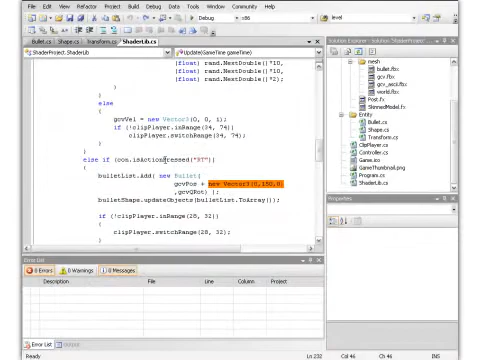 File Edit View Refactor Project Build Debug Data Tools Window Community Help
Debug x86 level
Bullet.cs Shape.cs Transform.cs ShaderLib.cs
ShaderProject.ShaderLib Update(GameTime gameTime)
(float) rand.NextDouble()*10,
(float) rand.NextDouble()*10,
(float) rand.NextDouble()*2);
}
}
else
{
gcvVel = new Vector3(0, 0, 1);
if (!clipPlayer.inRange(34, 74))
clipPlayer.switchRange(34, 74);
}
}
else if (con.isActionPressed("RT"))
{
bulletList.Add( new Bullet(
gcvPos + new Vector3(0,150,0)
,gcvQRot) );
bulletShape.updateObjects(bulletList.ToArray());
if (!clipPlayer.inRange(28, 32))
{
clipPlayer.switchRange(28, 32);
}
Solution Explorer - Solution 'ShaderProject'
mesh
bullet.fbx
gcv.fbx
gcv_ascii.fbx
world.fbx
Post.fx
SkinnedModel.fx
Entity
Bullet.cs
Shape.cs
Transform.cs
ClipPlayer.cs
Controller.cs
Game.ico
GameThumbnail.png
Program.cs
ShaderLib.cs
Properties
Error List
0 Errors 0 Warnings 0 Messages
Description File Line Column Project
Error List Output
Ready Ln 232 Col 46 Ch 46 INS